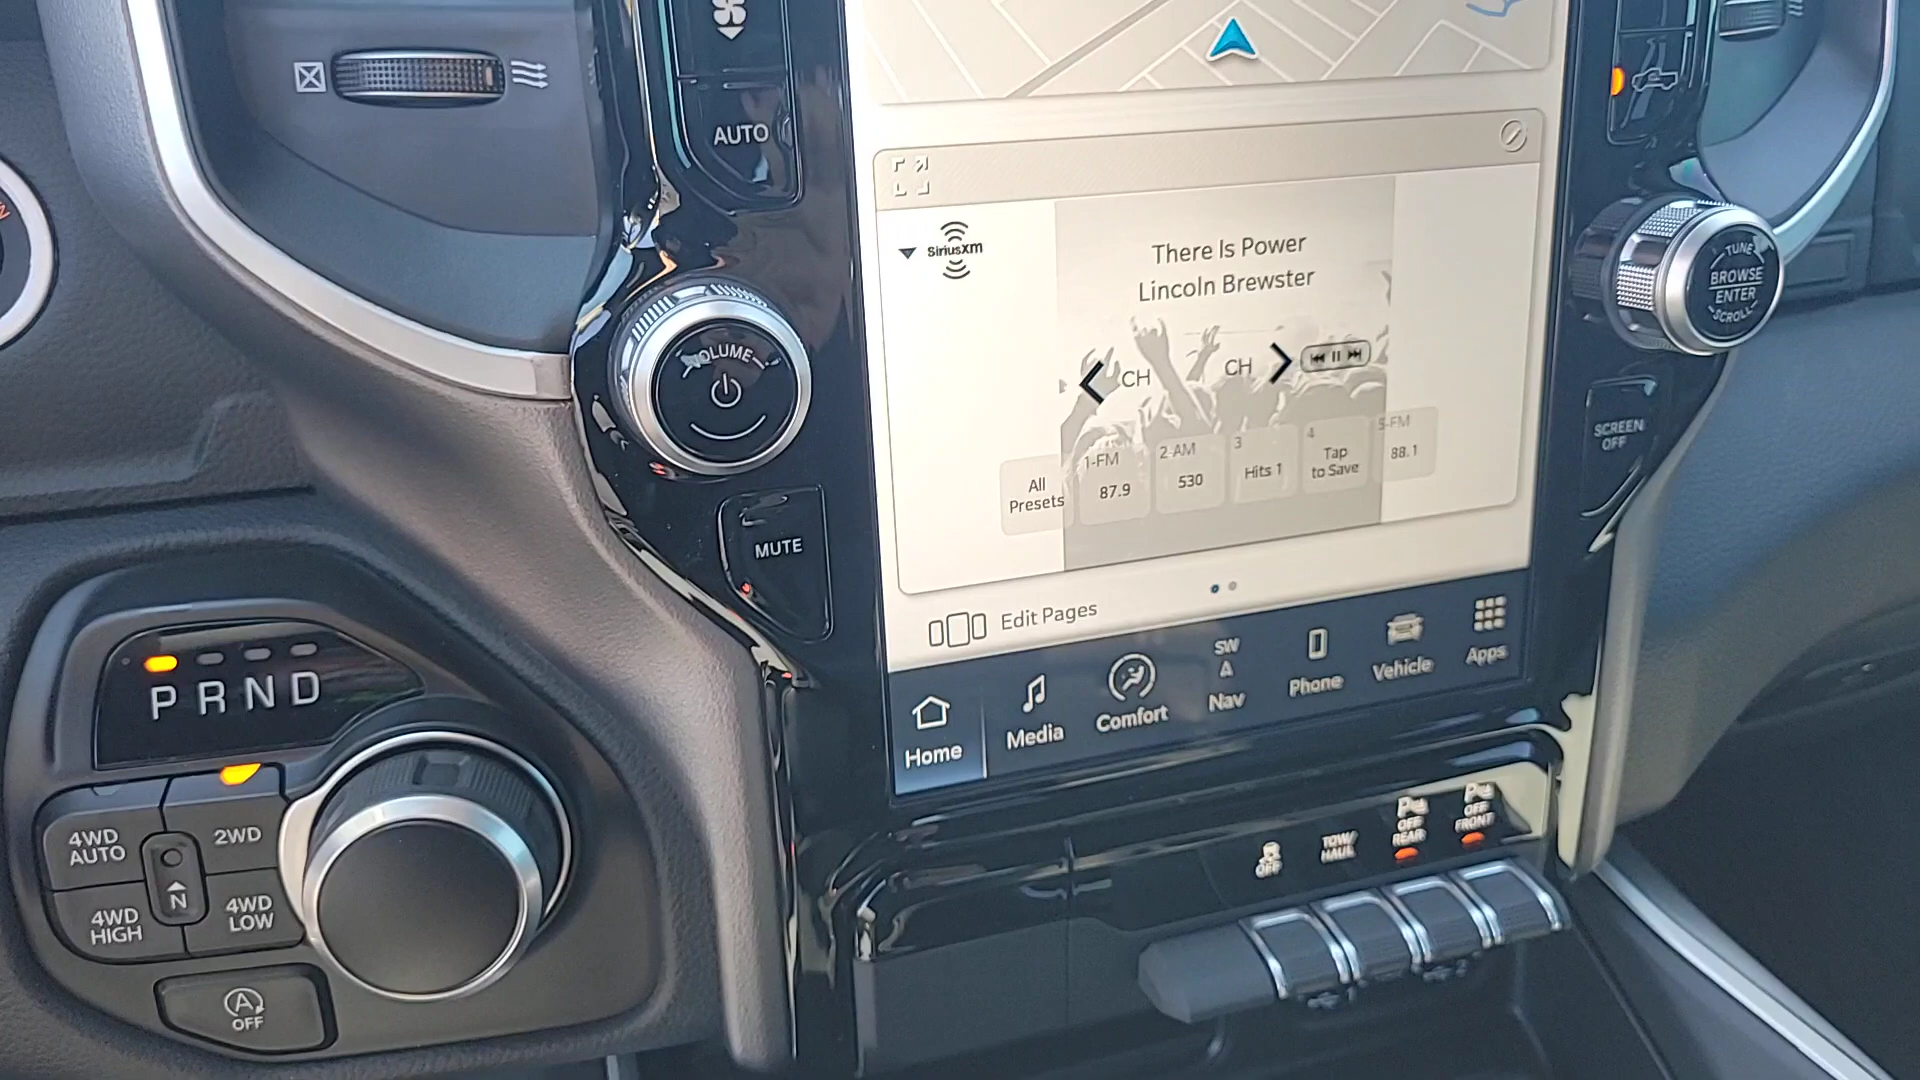 AUTO
SiriusXM
There Is Power
Lincoln Brewster
CH
CH
All
Presets
1-FM
87.9
2-AM
530
3
Hits 1
4
Tap
to Save
5-FM
88.1
Edit Pages
Home
Media
Comfort
SW
Nav
Phone
Vehicle
Apps
VOLUME
MUTE
TUNE
BROWSE
ENTER
SCROLL
SCREEN
OFF
P R N D
4WD
AUTO
2WD
N
4WD
HIGH
4WD
LOW
A
OFF
OFF
TOW/
HAUL
P
OFF
REAR
P
OFF
FRONT